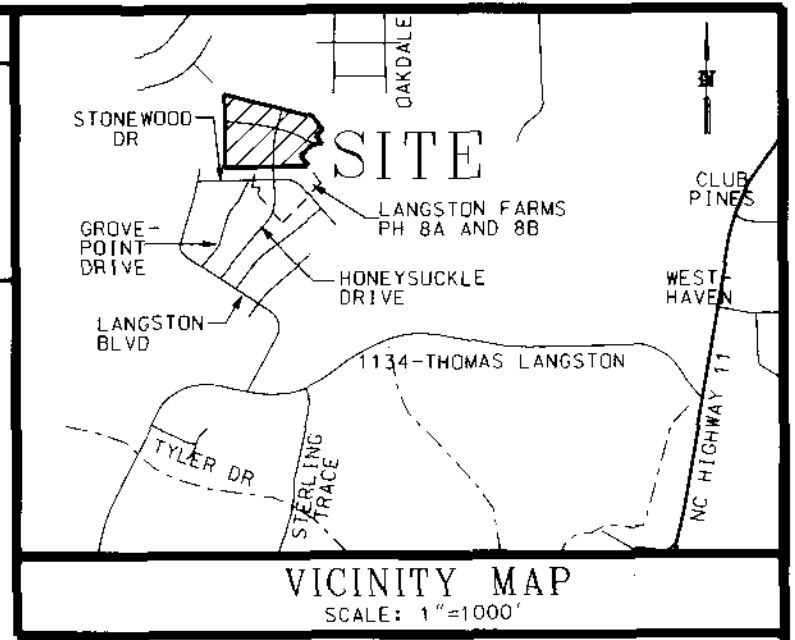 OAKDALE
N
STONEWOOD
DR
SITE
CLUB
PINES
LANGSTON FARMS
PH 8A AND 8B
GROVE-
POINT
DRIVE
HONEYSUCKLE
DRIVE
WEST-
HAVEN
LANGSTON
BLVD
1134-THOMAS LANGSTON
NC HIGHWAY 11
TYLER DR
STERLING
TRACE
VICINITY MAP
SCALE: 1"=1000'